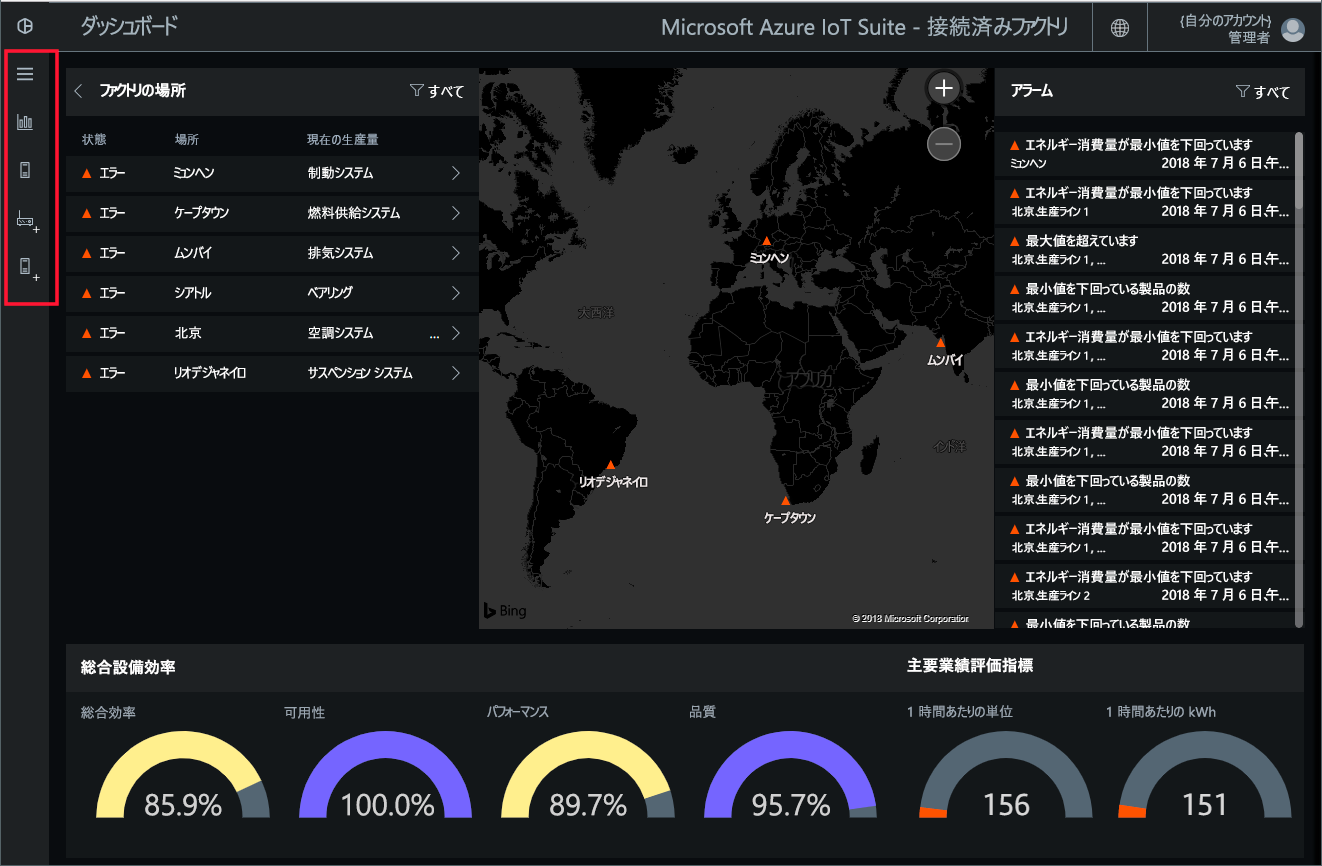 ダッシュボード
Microsoft Azure IoT Suite - 接続済みファクトリ
{自分のアカウント}
管理者
ファクトリの場所
すべて
状態 場所 現在の生産量
エラー ミュンヘン 制動システム
エラー ケープタウン 燃料供給システム
エラー ムンバイ 排気システム
エラー シアトル ベアリング
エラー 北京 空調システム ...
エラー リオデジャネイロ サスペンション システム
大西洋
アフリカ
インド洋
ミュンヘン
ムンバイ
リオデジャネイロ
ケープタウン
Bing
© 2018 Microsoft Corporation
アラーム
すべて
エネルギー消費量が最小値を下回っています
ミュンヘン 2018 年 7 月 6 日、午...
エネルギー消費量が最小値を下回っています
北京、生産ライン 1 2018 年 7 月 6 日、午...
最大値を超えています
北京、生産ライン 1, ... 2018 年 7 月 6 日、午...
最小値を下回っている製品の数
北京、生産ライン 1, ... 2018 年 7 月 6 日、午...
エネルギー消費量が最小値を下回っています
北京、生産ライン 1, ... 2018 年 7 月 6 日、午...
最小値を下回っている製品の数
北京、生産ライン 1, ... 2018 年 7 月 6 日、午...
エネルギー消費量が最小値を下回っています
北京、生産ライン 1, ... 2018 年 7 月 6 日、午...
最小値を下回っている製品の数
北京、生産ライン 1, ... 2018 年 7 月 6 日、午...
エネルギー消費量が最小値を下回っています
北京、生産ライン 1, ... 2018 年 7 月 6 日、午...
エネルギー消費量が最小値を下回っています
北京、生産ライン 2 2018 年 7 月 6 日、午...
最小値を下回っている製品の数
総合設備効率
主要業績評価指標
総合効率 可用性 パフォーマンス 品質 1 時間あたりの単位 1 時間あたりの kWh
85.9% 100.0% 89.7% 95.7% 156 151